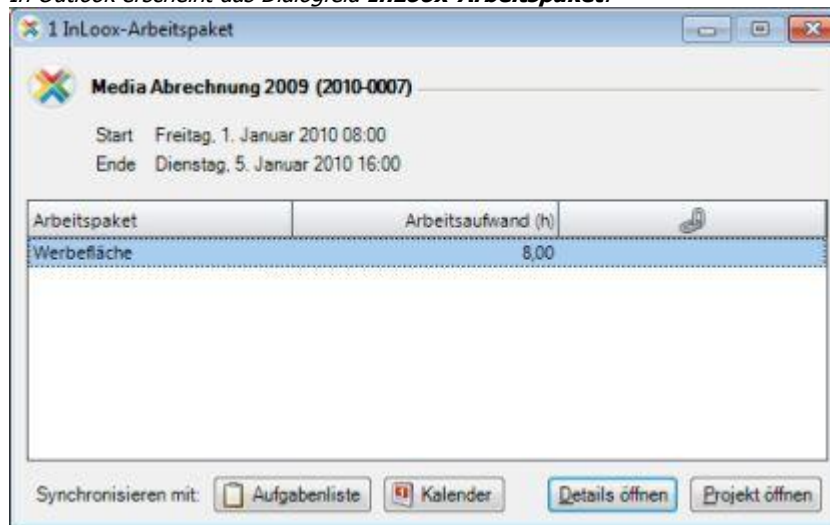 In Outlook erscheint das Dialogfeld InLoox-Arbeitspaket:
1 InLoox-Arbeitspaket
Media Abrechnung 2009 (2010-0007)
Start Freitag, 1. Januar 2010 08:00
Ende Dienstag, 5. Januar 2010 16:00
Arbeitspaket Arbeitsaufwand (h)
Werbefläche 8,00
Synchronisieren mit: Aufgabenliste Kalender Details öffnen Projekt öffnen